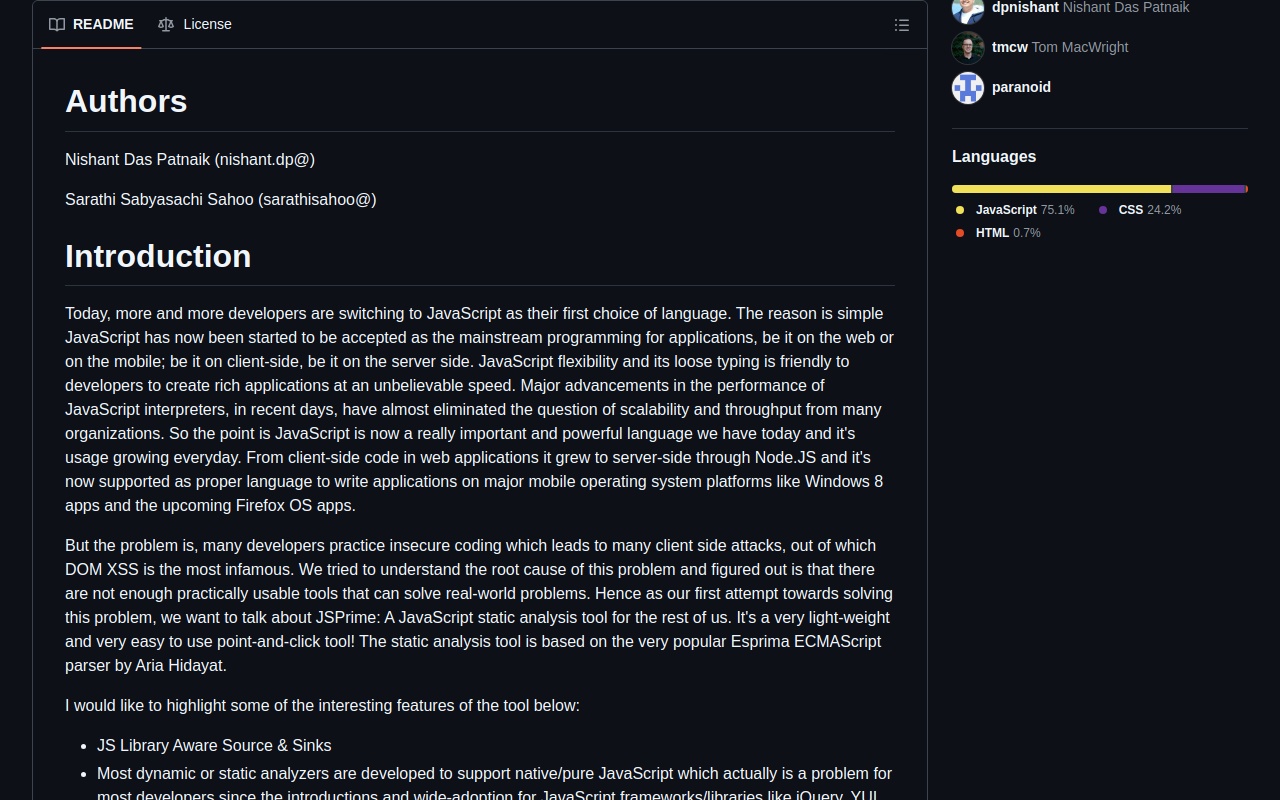 README
License
Authors
Nishant Das Patnaik (nishant.dp@)
Sarathi Sabyasachi Sahoo (sarathisahoo@)
Introduction
Today, more and more developers are switching to JavaScript as their first choice of language. The reason is simple
JavaScript has now been started to be accepted as the mainstream programming for applications, be it on the web or
on the mobile; be it on client-side, be it on the server side. JavaScript flexibility and its loose typing is friendly to
developers to create rich applications at an unbelievable speed. Major advancements in the performance of
JavaScript interpreters, in recent days, have almost eliminated the question of scalability and throughput from many
organizations. So the point is JavaScript is now a really important and powerful language we have today and it's
usage growing everyday. From client-side code in web applications it grew to server-side through Node.JS and it's
now supported as proper language to write applications on major mobile operating system platforms like Windows 8
apps and the upcoming Firefox OS apps.
But the problem is, many developers practice insecure coding which leads to many client side attacks, out of which
DOM XSS is the most infamous. We tried to understand the root cause of this problem and figured out is that there
are not enough practically usable tools that can solve real-world problems. Hence as our first attempt towards solving
this problem, we want to talk about JSPrime: A JavaScript static analysis tool for the rest of us. It's a very light-weight
and very easy to use point-and-click tool! The static analysis tool is based on the very popular Esprima ECMAScript
parser by Aria Hidayat.
I would like to highlight some of the interesting features of the tool below:
JS Library Aware Source & Sinks
Most dynamic or static analyzers are developed to support native/pure JavaScript which actually is a problem for
most developers since the introductions and wide-adoption for JavaScript frameworks/libraries like jQuery, YUI
dpnishant Nishant Das Patnaik
tmcw Tom MacWright
paranoid
Languages
JavaScript 75.1%
CSS 24.2%
HTML 0.7%